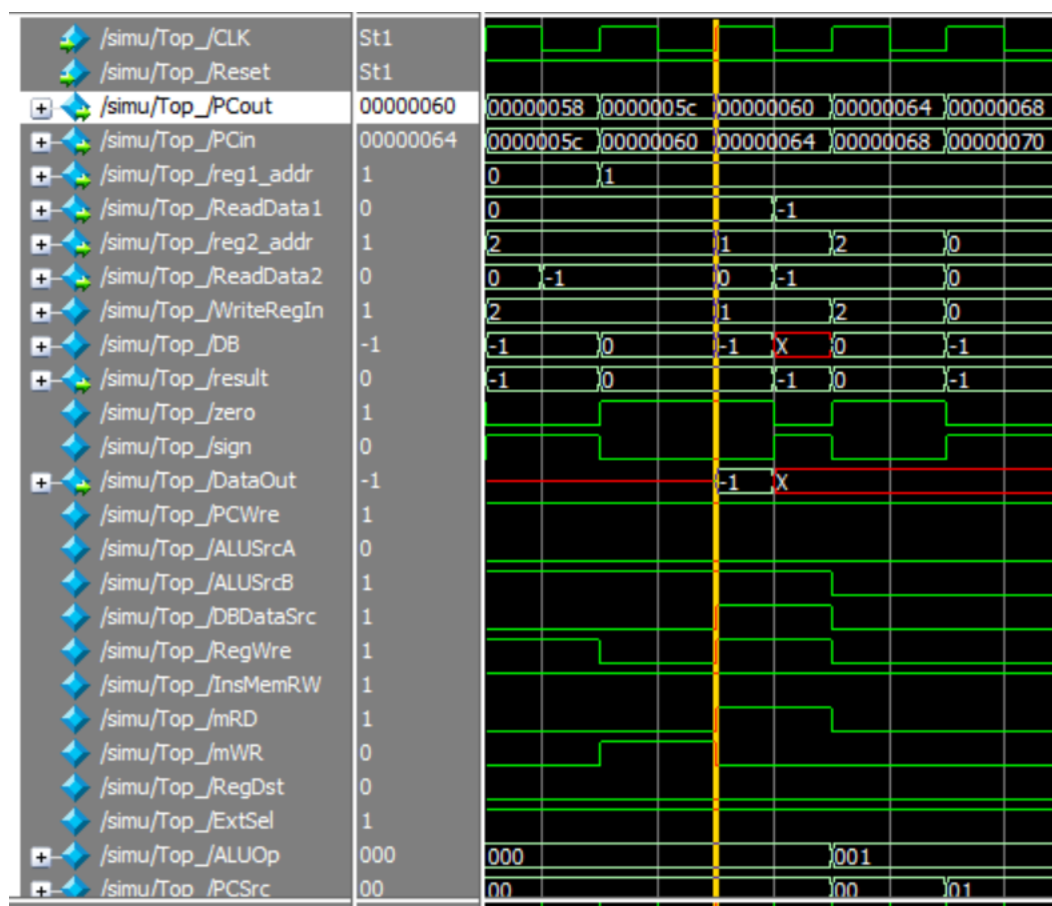 /simu/Top_/CLK St1
/simu/Top_/Reset St1
/simu/Top_/PCout 00000060 00000058 0000005c 00000060 00000064 00000068
/simu/Top_/PCin 00000064 0000005c 00000060 00000064 00000068 00000070
/simu/Top_/reg1_addr 1 0 1
/simu/Top_/ReadData1 0 0 -1
/simu/Top_/reg2_addr 1 2 1 2 0
/simu/Top_/ReadData2 0 0 -1 0 -1 0
/simu/Top_/WriteRegIn 1 2 1 2 0
/simu/Top_/DB -1 -1 0 -1 X 0 -1
/simu/Top_/result 0 -1 0 -1 0 -1
/simu/Top_/zero 1
/simu/Top_/sign 0
/simu/Top_/DataOut -1 -1 X
/simu/Top_/PCWre 1
/simu/Top_/ALUSrcA 0
/simu/Top_/ALUSrcB 1
/simu/Top_/DBDataSrc 1
/simu/Top_/RegWre 1
/simu/Top_/InsMemRW 1
/simu/Top_/mRD 1
/simu/Top_/mWR 0
/simu/Top_/RegDst 0
/simu/Top_/ExtSel 1
/simu/Top_/ALUOp 000 000 001
/simu/Top_/PCSrc 00 00 00 01